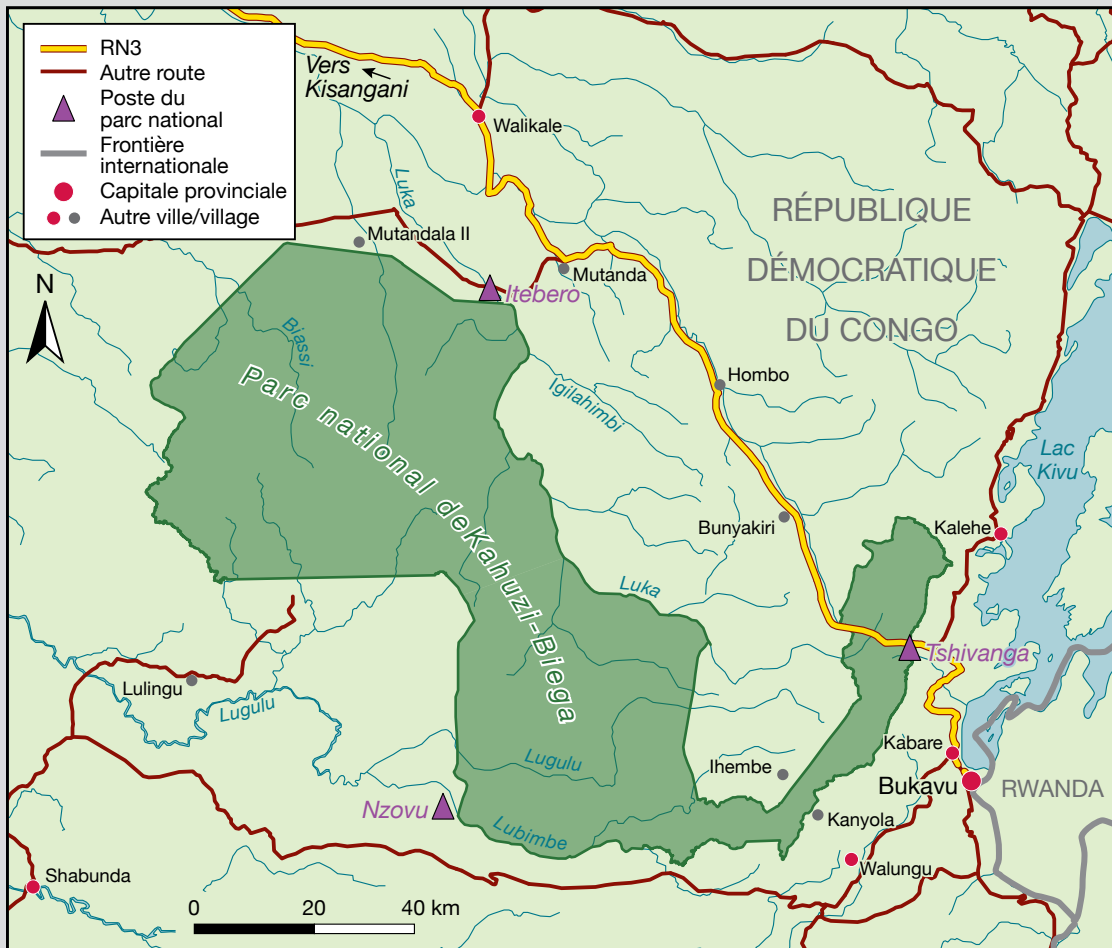 RN3
Autre route
Poste du
parc national
Frontière
internationale
Capitale provinciale
Autre ville/village
Vers
Kisangani
Walikale
Luka
RÉPUBLIQUE
DÉMOCRATIQUE
DU CONGO
Mutandala II
Mutanda
Itebero
N
Biassi
Hombo
Igilahimbi
Parc national deKahuzi-Biega
Lac
Kivu
Bunyakiri
Kalehe
Luka
Tshivanga
Lulingu
Lugulu
Lugulu
Ihembe
Kabare
Bukavu
RWANDA
Nzovu
Lubimbe
Kanyola
Walungu
Shabunda
0 20 40 km